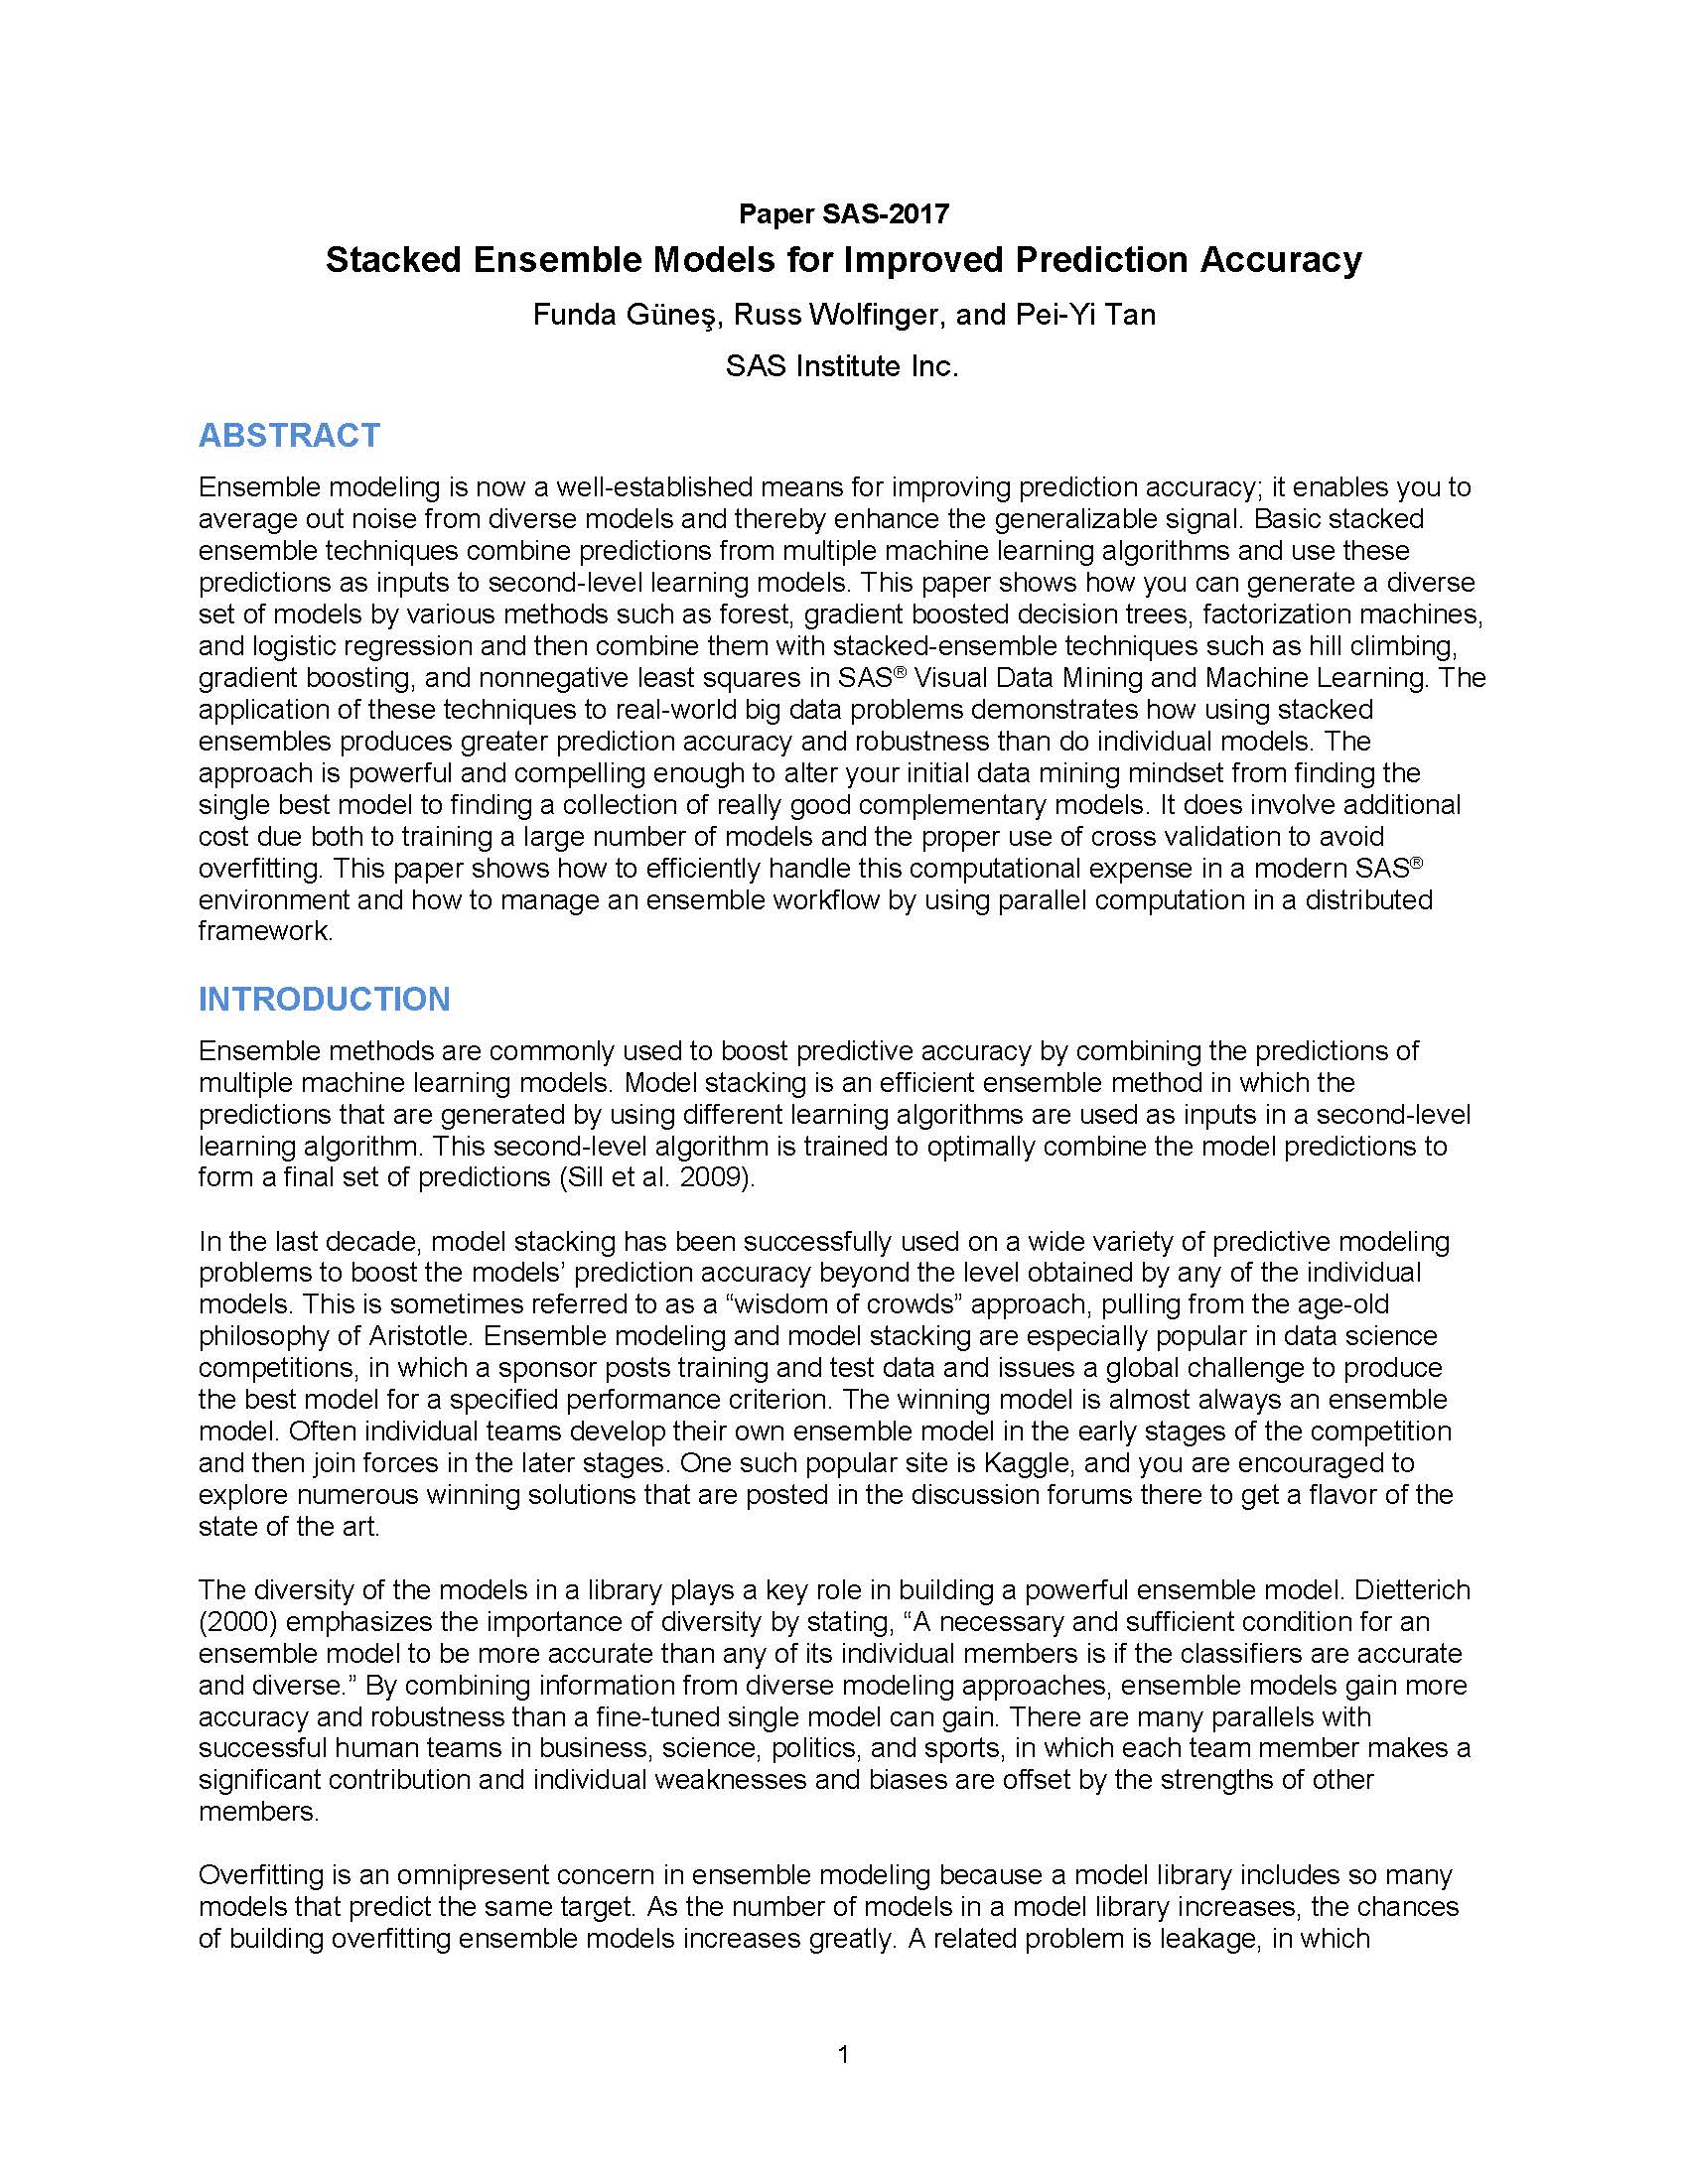 Paper SAS-2017
Stacked Ensemble Models for Improved Prediction Accuracy
Funda Güneş, Russ Wolfinger, and Pei-Yi Tan
SAS Institute Inc.
ABSTRACT
Ensemble modeling is now a well-established means for improving prediction accuracy; it enables you to
average out noise from diverse models and thereby enhance the generalizable signal. Basic stacked
ensemble techniques combine predictions from multiple machine learning algorithms and use these
predictions as inputs to second-level learning models. This paper shows how you can generate a diverse
set of models by various methods such as forest, gradient boosted decision trees, factorization machines,
and logistic regression and then combine them with stacked-ensemble techniques such as hill climbing,
gradient boosting, and nonnegative least squares in SAS® Visual Data Mining and Machine Learning. The
application of these techniques to real-world big data problems demonstrates how using stacked
ensembles produces greater prediction accuracy and robustness than do individual models. The
approach is powerful and compelling enough to alter your initial data mining mindset from finding the
single best model to finding a collection of really good complementary models. It does involve additional
cost due both to training a large number of models and the proper use of cross validation to avoid
overfitting. This paper shows how to efficiently handle this computational expense in a modern SAS®
environment and how to manage an ensemble workflow by using parallel computation in a distributed
framework.
INTRODUCTION
Ensemble methods are commonly used to boost predictive accuracy by combining the predictions of
multiple machine learning models. Model stacking is an efficient ensemble method in which the
predictions that are generated by using different learning algorithms are used as inputs in a second-level
learning algorithm. This second-level algorithm is trained to optimally combine the model predictions to
form a final set of predictions (Sill et al. 2009).
In the last decade, model stacking has been successfully used on a wide variety of predictive modeling
problems to boost the models’ prediction accuracy beyond the level obtained by any of the individual
models. This is sometimes referred to as a “wisdom of crowds” approach, pulling from the age-old
philosophy of Aristotle. Ensemble modeling and model stacking are especially popular in data science
competitions, in which a sponsor posts training and test data and issues a global challenge to produce
the best model for a specified performance criterion. The winning model is almost always an ensemble
model. Often individual teams develop their own ensemble model in the early stages of the competition
and then join forces in the later stages. One such popular site is Kaggle, and you are encouraged to
explore numerous winning solutions that are posted in the discussion forums there to get a flavor of the
state of the art.
The diversity of the models in a library plays a key role in building a powerful ensemble model. Dietterich
(2000) emphasizes the importance of diversity by stating, “A necessary and sufficient condition for an
ensemble model to be more accurate than any of its individual members is if the classifiers are accurate
and diverse.” By combining information from diverse modeling approaches, ensemble models gain more
accuracy and robustness than a fine-tuned single model can gain. There are many parallels with
successful human teams in business, science, politics, and sports, in which each team member makes a
significant contribution and individual weaknesses and biases are offset by the strengths of other
members.
Overfitting is an omnipresent concern in ensemble modeling because a model library includes so many
models that predict the same target. As the number of models in a model library increases, the chances
of building overfitting ensemble models increases greatly. A related problem is leakage, in which
1